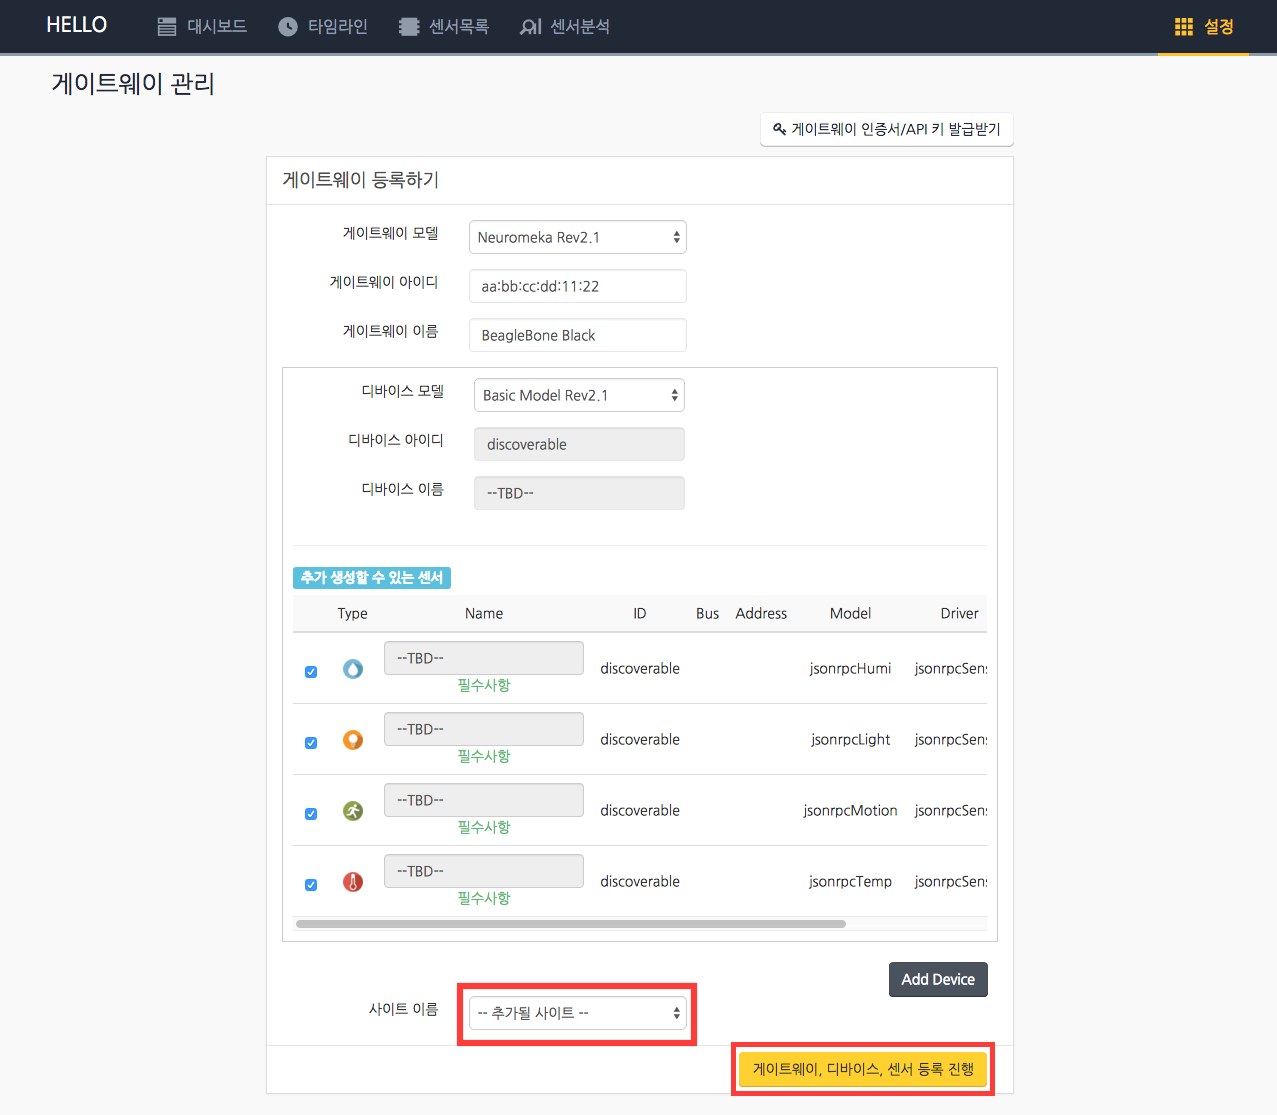 HELLO 대시보드 타임라인 센서목록 센서분석 설정
게이트웨이 관리
게이트웨이 인증서/API 키 발급받기
게이트웨이 등록하기
게이트웨이 모델 Neuromeka Rev2.1
게이트웨이 아이디 aa:bb:cc:dd:11:22
게이트웨이 이름 BeagleBone Black
디바이스 모델 Basic Model Rev2.1
디바이스 아이디 discoverable
디바이스 이름 --TBD--
추가 생성할 수 있는 센서
Type Name ID Bus Address Model Driver
--TBD-- discoverable jsonrpcHumi jsonrpcSens
필수사항
--TBD-- discoverable jsonrpcLight jsonrpcSens
필수사항
--TBD-- discoverable jsonrpcMotion jsonrpcSens
필수사항
--TBD-- discoverable jsonrpcTemp jsonrpcSens
필수사항
Add Device
사이트 이름 -- 추가될 사이트 --
게이트웨이, 디바이스, 센서 등록 진행